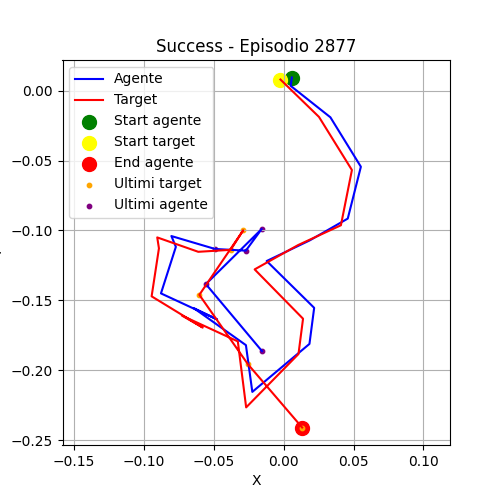 Success - Episodio 2877
Agente
Target
Start agente
Start target
End agente
Ultimi target
Ultimi agente
0.00
−0.05
−0.10
−0.15
−0.20
−0.25
−0.15
−0.10
−0.05
0.00
0.05
0.10
X